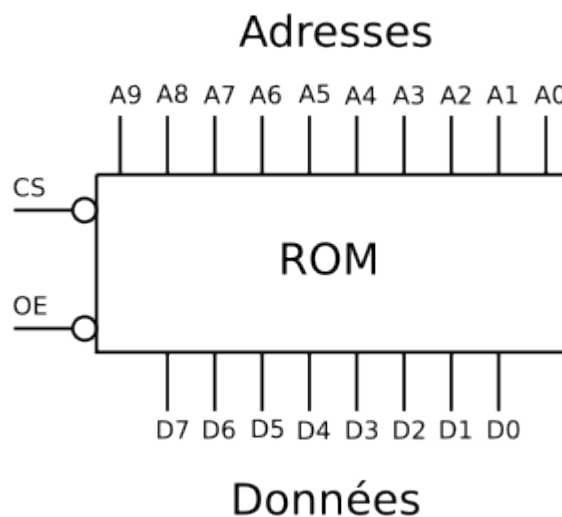 Adresses
A9 A8 A7 A6 A5 A4 A3 A2 A1 A0
CS
ROM
OE
D7 D6 D5 D4 D3 D2 D1 D0
Données